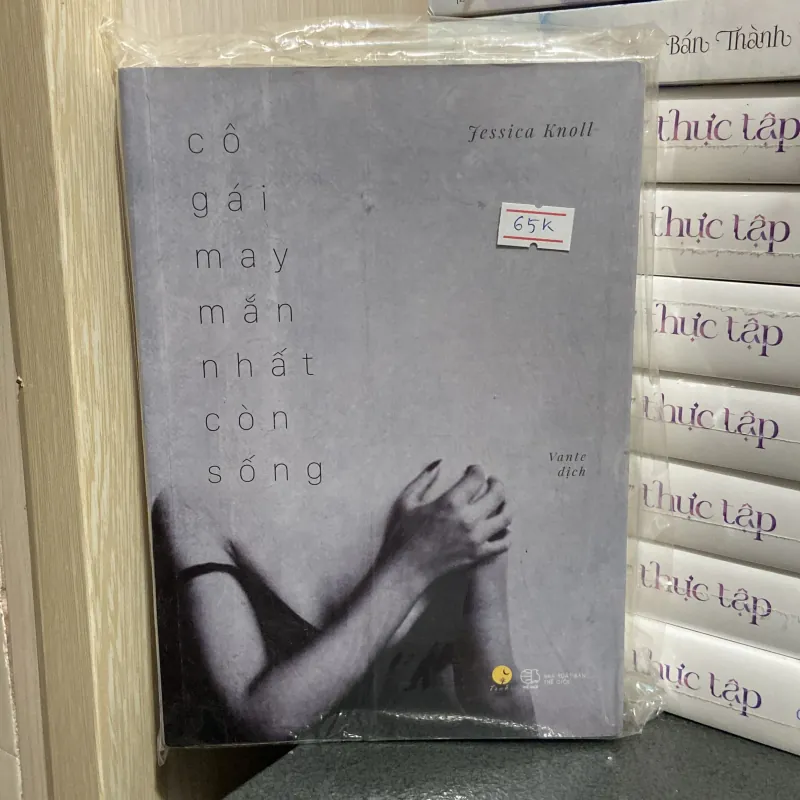 cô
gái
may
mắn
nhất
còn
sống
Jessica Knoll
65K
Vante
dịch
Bán Thành
thực tập
thực tập
thực tập
thực tập
thực tập
thực tập
thực tập